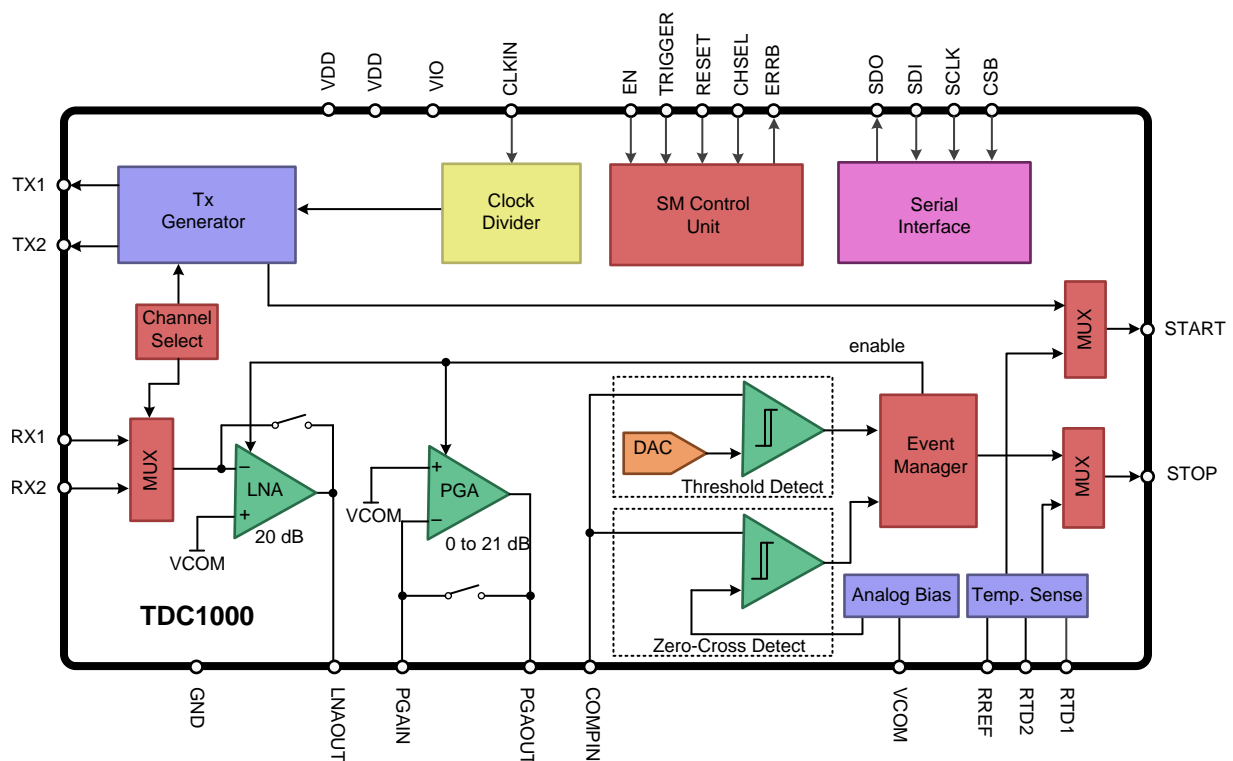 VDD
VDD
VIO
CLKIN
EN
TRIGGER
RESET
CHSEL
ERRB
SDO
SDI
SCLK
CSB
TX1
TX2
Tx
Generator
Clock
Divider
SM Control
Unit
Serial
Interface
Channel
Select
MUX
START
enable
RX1
RX2
MUX
−
LNA
+
20 dB
VCOM
+
PGA
−
VCOM
0 to 21 dB
DAC
Threshold Detect
Event
Manager
MUX
STOP
Zero-Cross Detect
Analog Bias
Temp. Sense
TDC1000
GND
LNAOUT
PGAIN
PGAOUT
COMPIN
VCOM
RREF
RTD2
RTD1